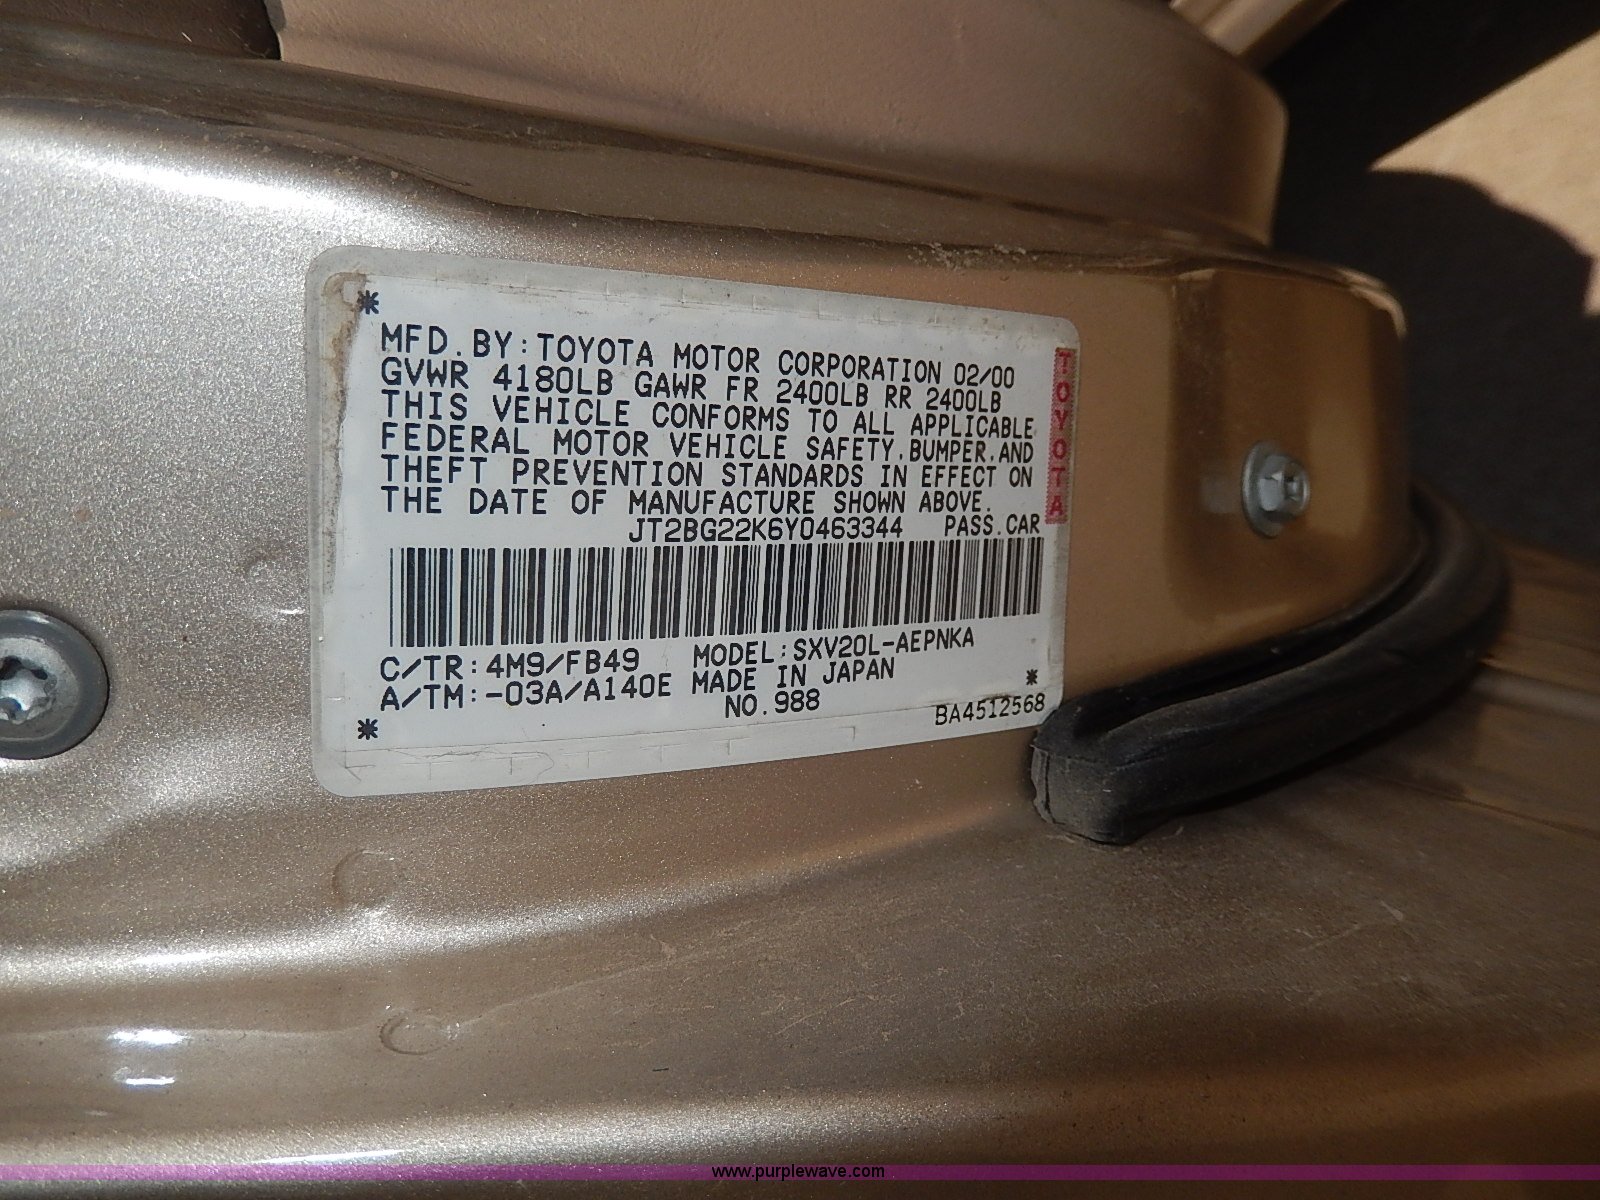 *
MFD. BY: TOYOTA MOTOR CORPORATION 02/00
GVWR 4180LB GAWR FR 2400LB RR 2400LB
THIS VEHICLE CONFORMS TO ALL APPLICABLE
FEDERAL MOTOR VEHICLE SAFETY, BUMPER, AND
THEFT PREVENTION STANDARDS IN EFFECT ON
THE DATE OF MANUFACTURE SHOWN ABOVE.
JT2BG22K6Y0463344 PASS.CAR
TOYOTA
C/TR: 4M9/FB49 MODEL: SXV20L-AEPNKA
A/TM: -03A/A140E MADE IN JAPAN *
* NO. 988 BA4512568
www.purplewave.com